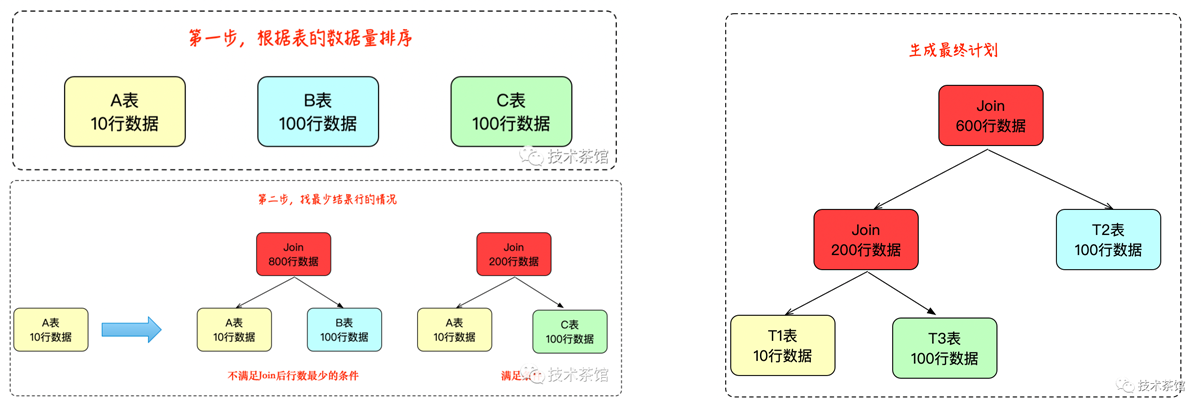 第一步，根据表的数据量排序
A表
10行数据
B表
100行数据
C表
100行数据
技术茶馆
第二步，找最少结果行的情况
Join
800行数据
Join
200行数据
A表
10行数据
A表
10行数据
B表
100行数据
A表
10行数据
C表
100行数据
不满足Join后行数最少的条件
满足
技术茶馆
生成最终计划
Join
600行数据
Join
200行数据
T2表
100行数据
T1表
10行数据
T3表
100行数据
技术茶馆